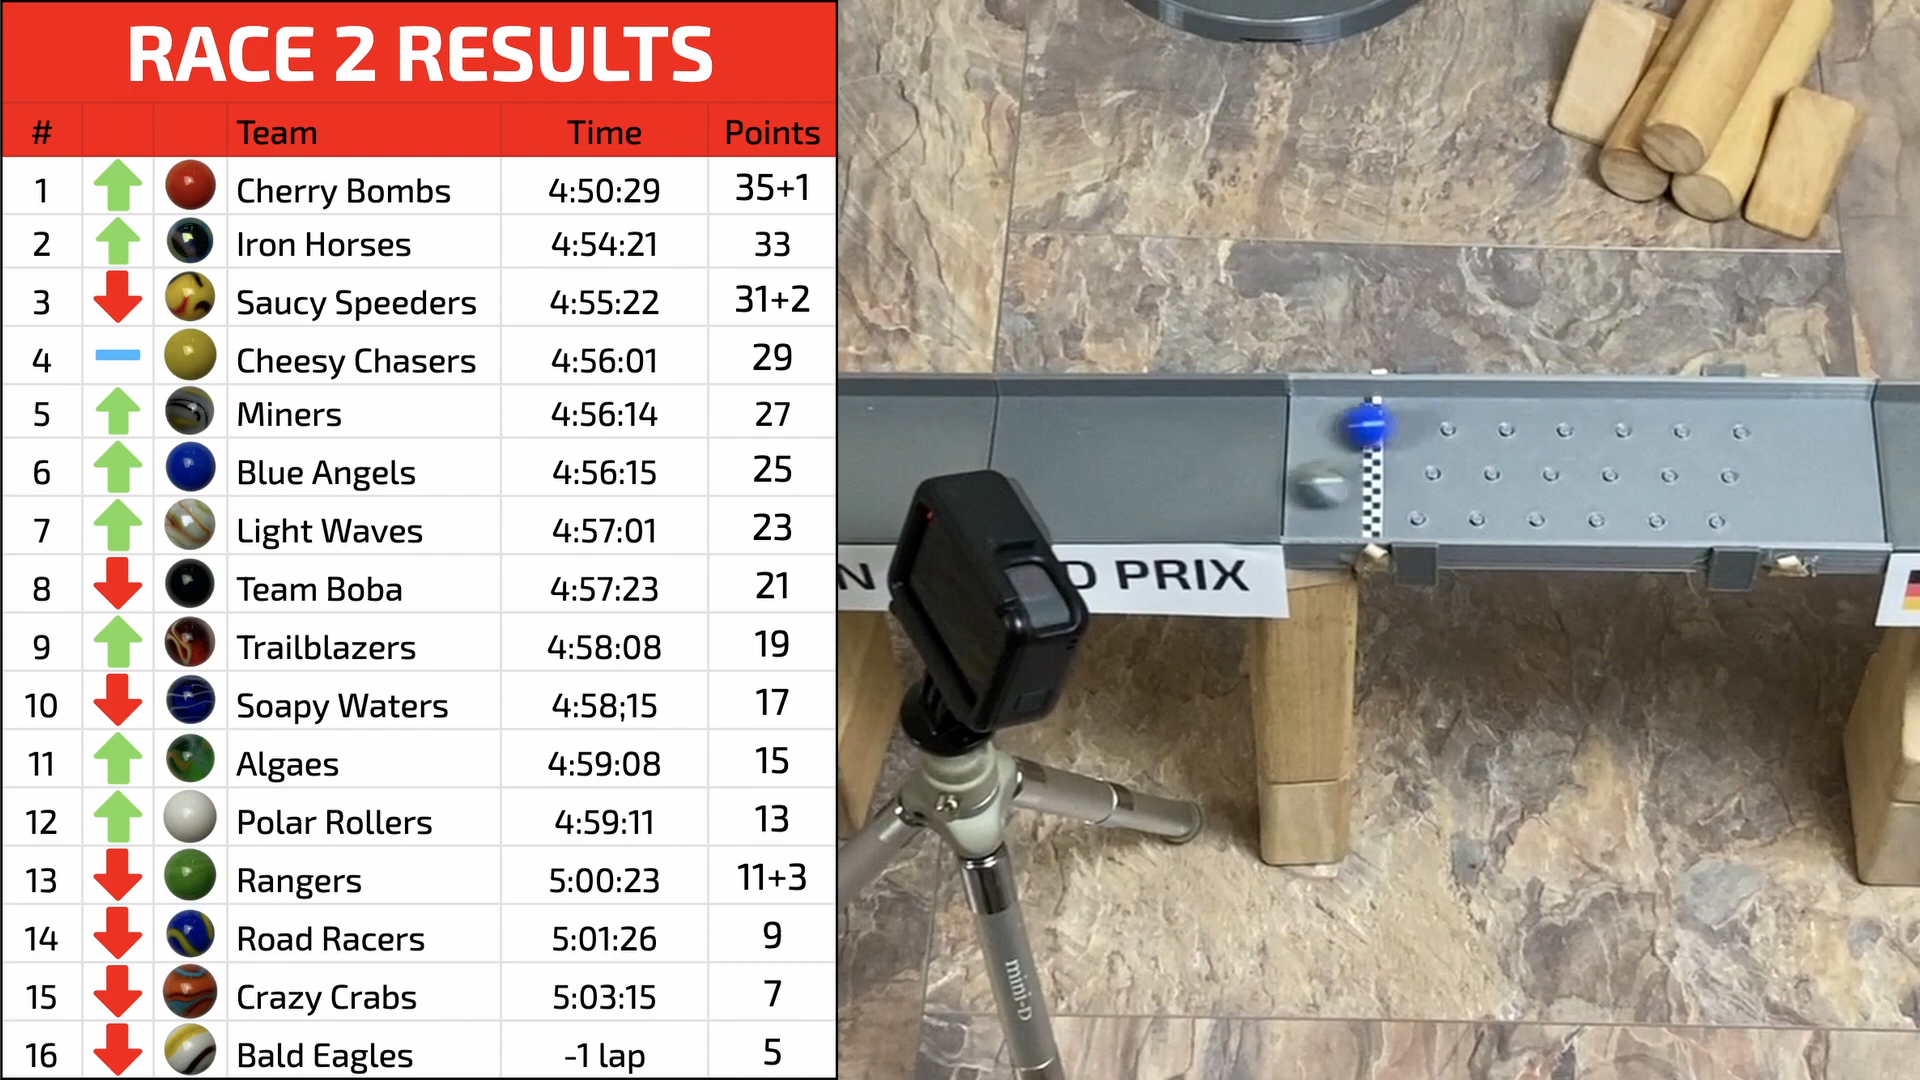 RACE 2 RESULTS
# Team Time Points
1 Cherry Bombs 4:50:29 35+1
2 Iron Horses 4:54:21 33
3 Saucy Speeders 4:55:22 31+2
4 Cheesy Chasers 4:56:01 29
5 Miners 4:56:14 27
6 Blue Angels 4:56:15 25
7 Light Waves 4:57:01 23
8 Team Boba 4:57:23 21
9 Trailblazers 4:58:08 19
10 Soapy Waters 4:58;15 17
11 Algaes 4:59:08 15
12 Polar Rollers 4:59:11 13
13 Rangers 5:00:23 11+3
14 Road Racers 5:01:26 9
15 Crazy Crabs 5:03:15 7
16 Bald Eagles -1 lap 5
N D PRIX
mini-D